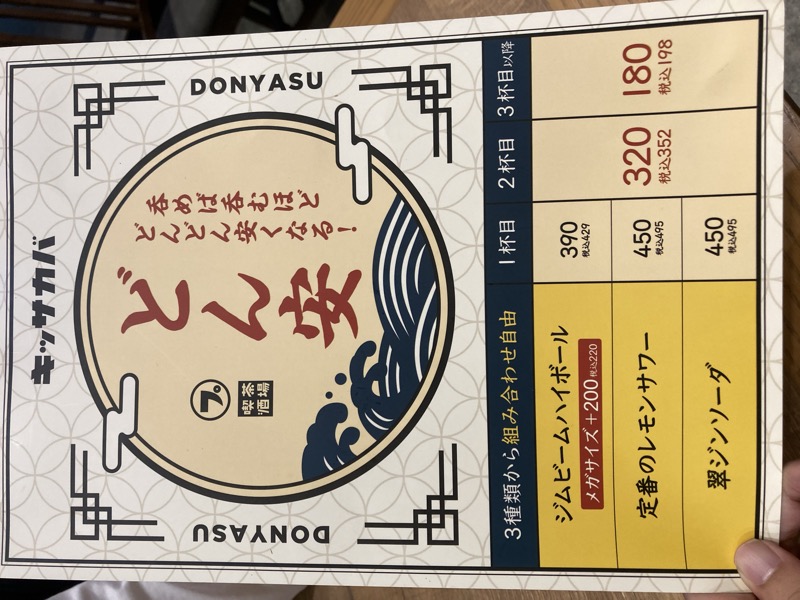 キッサカバ
DONYASU
DONYASU
呑めば呑むほど
どんどん安くなる！
どん安
プ
喫茶
酒場
3種類から組み合わせ自由
1杯目
2杯目
3杯目以降
ジムビームハイボール
メガサイズ+200税込220
390
税込429
定番のレモンサワー
450
税込495
翠ジンソーダ
450
税込495
320
税込352
180
税込198